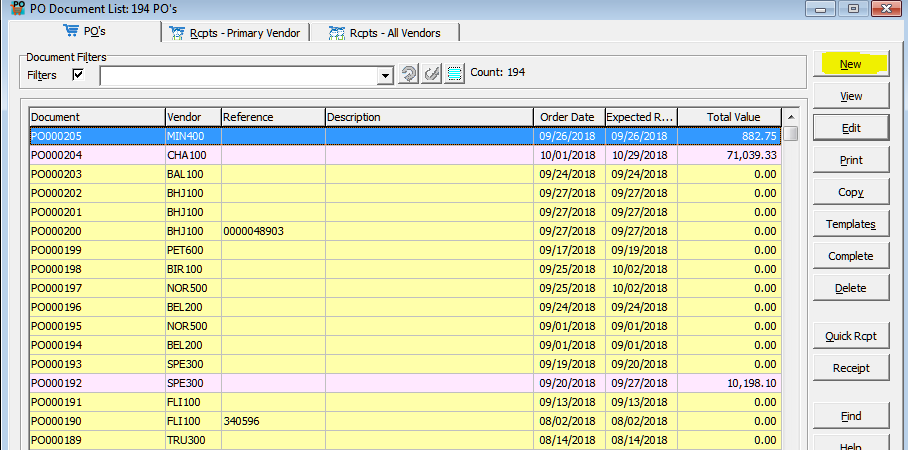 PO Document List: 194 PO's
PO's Rcpts - Primary Vendor Rcpts - All Vendors
Document Filters
Filters Count: 194
New
View
Edit
Print
Copy
Templates
Complete
Delete
Quick Rcpt
Receipt
Find
Help
Document Vendor Reference Description Order Date Expected R... Total Value
PO000205 MIN400 09/26/2018 09/26/2018 882.75
PO000204 CHA100 10/01/2018 10/29/2018 71,039.33
PO000203 BAL100 09/24/2018 09/24/2018 0.00
PO000202 BHJ100 09/27/2018 09/27/2018 0.00
PO000201 BHJ100 09/27/2018 09/27/2018 0.00
PO000200 BHJ100 0000048903 09/27/2018 09/27/2018 0.00
PO000199 PET600 09/17/2018 09/19/2018 0.00
PO000198 BIR100 09/25/2018 10/02/2018 0.00
PO000197 NOR500 09/25/2018 10/02/2018 0.00
PO000196 BEL200 09/24/2018 09/24/2018 0.00
PO000195 NOR500 09/01/2018 09/01/2018 0.00
PO000194 BEL200 09/01/2018 09/01/2018 0.00
PO000193 SPE300 09/19/2018 09/20/2018 0.00
PO000192 SPE300 09/20/2018 09/27/2018 10,198.10
PO000191 FLI100 09/13/2018 09/13/2018 0.00
PO000190 FLI100 340596 08/02/2018 08/02/2018 0.00
PO000189 TRU300 08/14/2018 08/14/2018 0.00